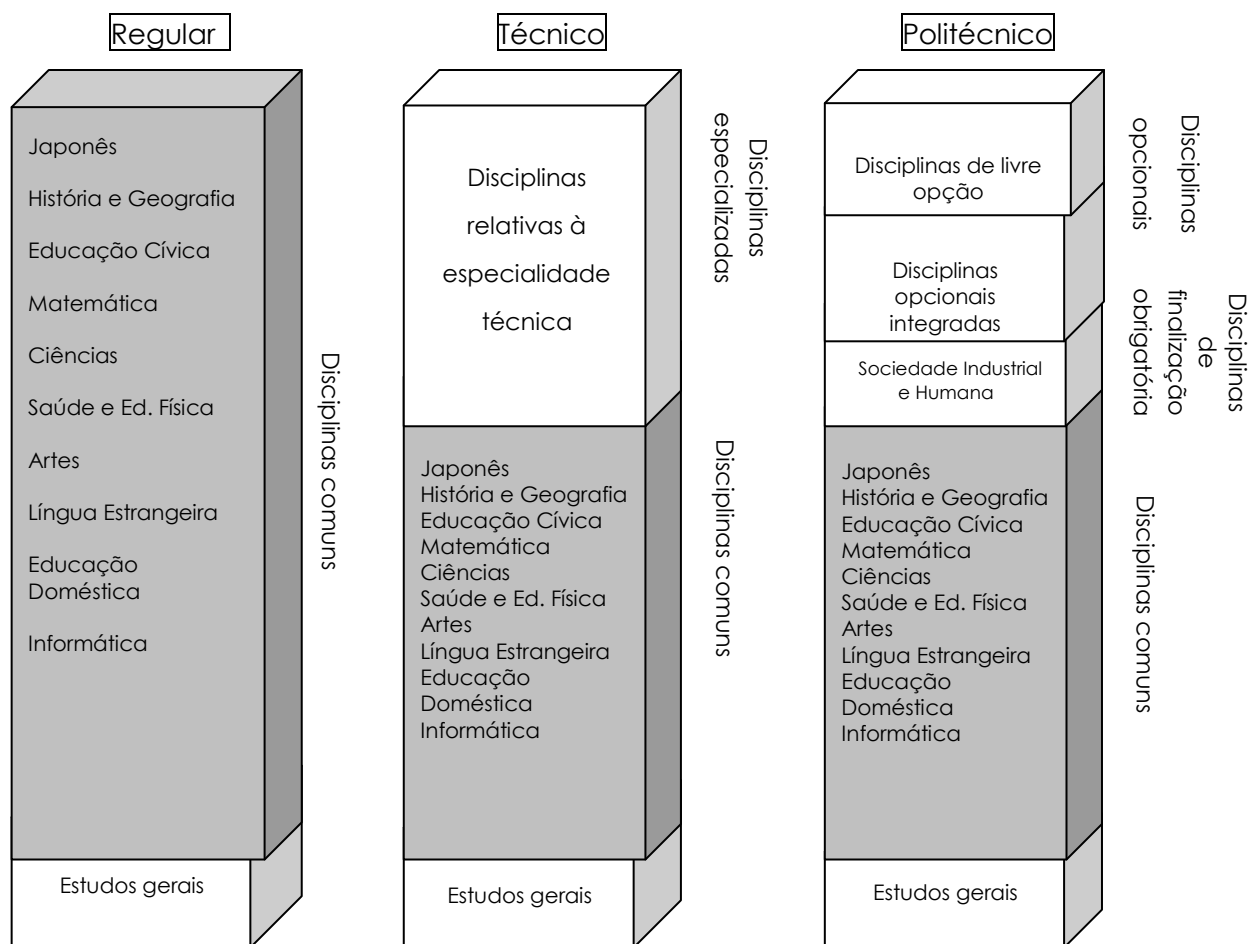 Regular
Japonês
História e Geografia
Educação Cívica
Matemática
Ciências
Saúde e Ed. Física
Artes
Língua Estrangeira
Educação
Doméstica
Informática
Disciplinas comuns
Estudos gerais
Técnico
Disciplinas
relativas à
especialidade
técnica
Disciplinas
especializadas
Japonês
História e Geografia
Educação Cívica
Matemática
Ciências
Saúde e Ed. Física
Artes
Língua Estrangeira
Educação
Doméstica
Informática
Disciplinas comuns
Estudos gerais
Politécnico
Disciplinas de livre
opção
Disciplinas
opcionais
Disciplinas
opcionais
integradas
Sociedade Industrial
e Humana
Disciplinas
de
finalização
obrigatória
Japonês
História e Geografia
Educação Cívica
Matemática
Ciências
Saúde e Ed. Física
Artes
Língua Estrangeira
Educação
Doméstica
Informática
Disciplinas comuns
Estudos gerais